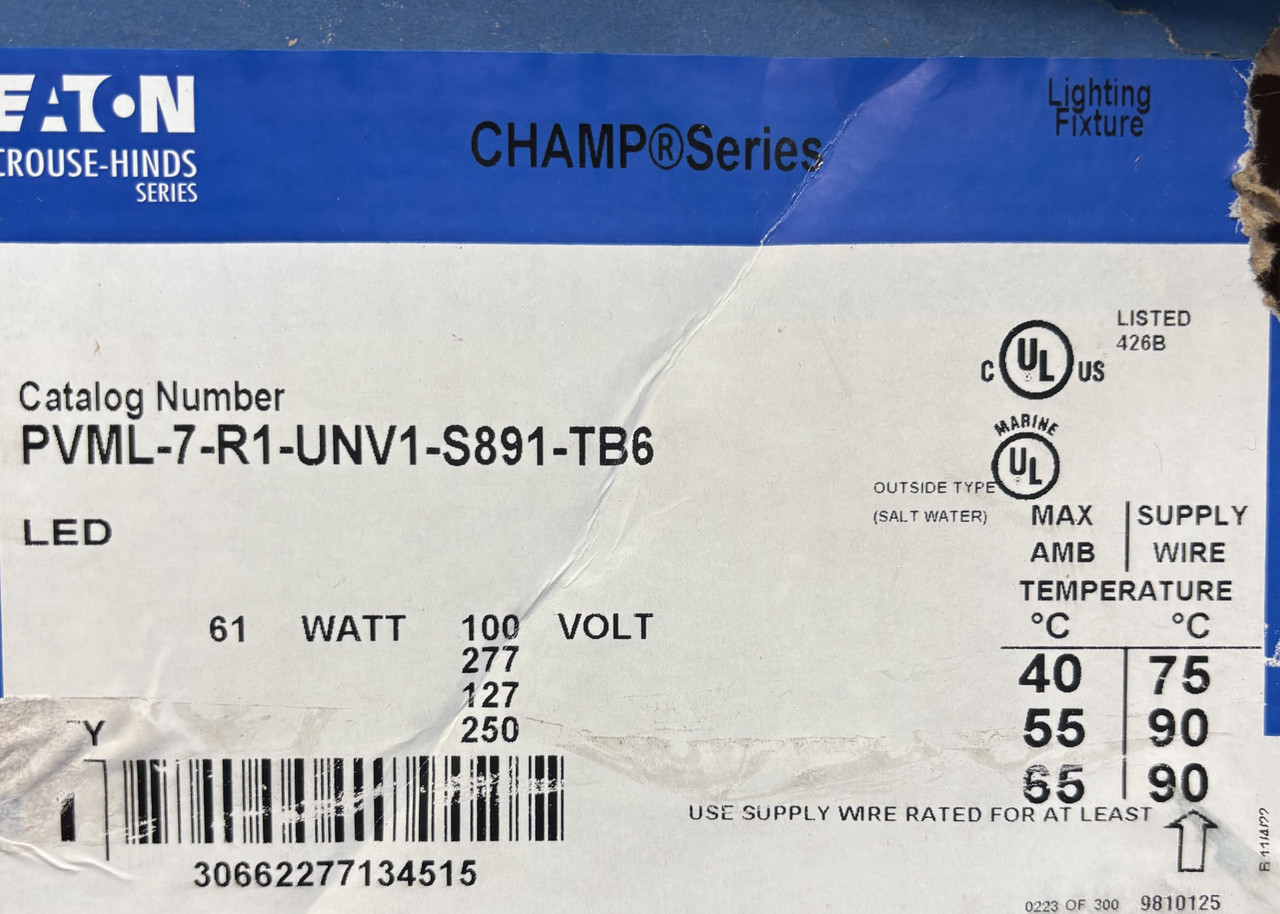 EATON
CROUSE-HINDS
SERIES
CHAMP®Series
Lighting
Fixture
LISTED
426B
C UL US
MARINE
UL
OUTSIDE TYPE
(SALT WATER)
Catalog Number
PVML-7-R1-UNV1-S891-TB6
LED
61 WATT 100 VOLT
277
127
250
MAX SUPPLY
AMB WIRE
TEMPERATURE
°C °C
40 75
55 90
65 90
USE SUPPLY WIRE RATED FOR AT LEAST
Y
30662277134515
0223 OF 300 9810125